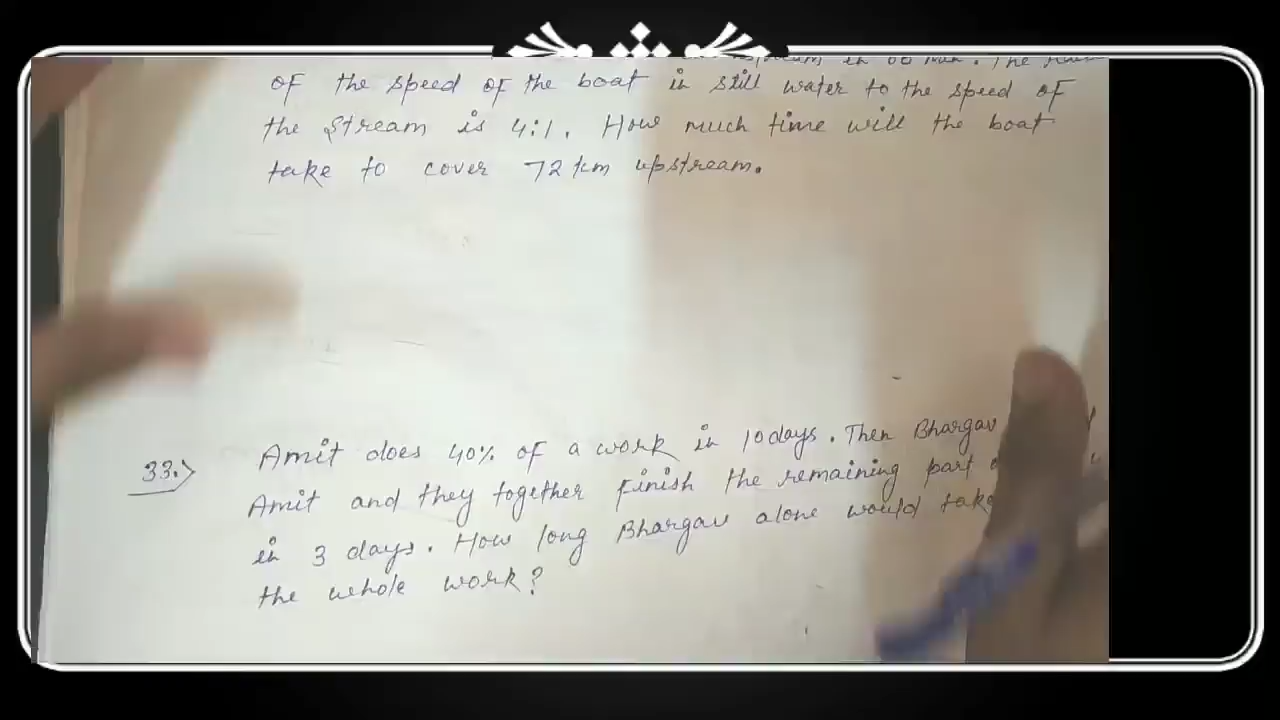 of the speed of the boat in still water to the speed of
the Stream is 4:1. How much time will the boat
take to cover 72 km upstream.
33.> Amit does 40% of a work in 10 days. Then Bhargav
Amit and they together finish the remaining part
in 3 days. How long Bhargav alone would take
the whole work?